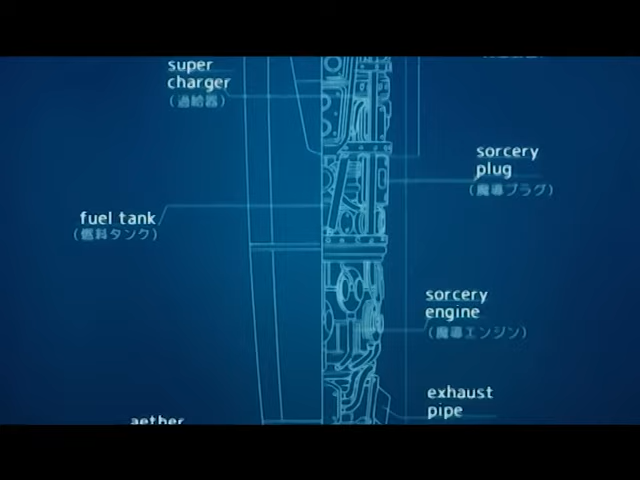 super
charger
(過給器)
sorcery
plug
(魔導プラグ)
fuel tank
(燃料タンク)
sorcery
engine
(魔導エンジン)
exhaust
pipe
aether